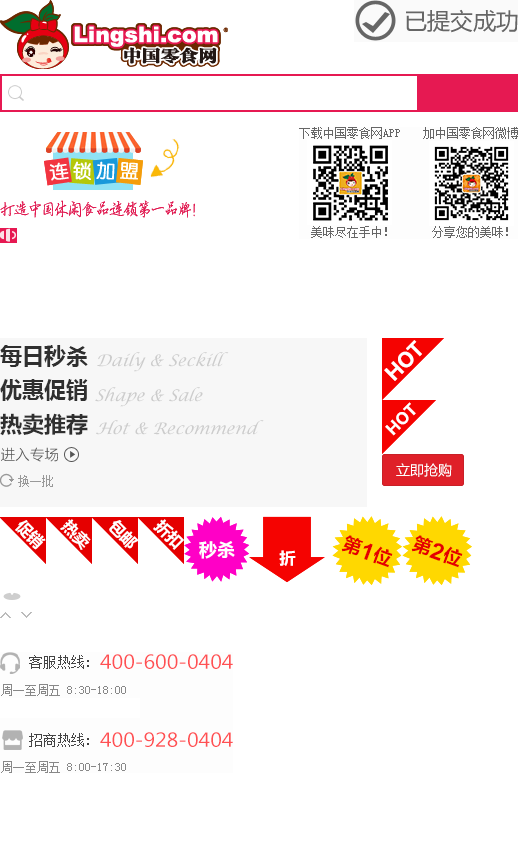 Lingshi.com
中国零食网
已提交成功
连锁加盟
打造中国休闲食品连锁第一品牌!
下载中国零食网APP
加中国零食网微博
美味尽在手中!
分享您的美味!
每日秒杀 Daily & Seckill
优惠促销 Shape & Sale
热卖推荐 Hot & Recommend
进入专场
换一批
HOT
HOT
立即抢购
促销
热卖
包邮
折扣
秒杀
折
第1位
第2位
客服热线: 400-600-0404
周一至周五 8:30-18:00
招商热线: 400-928-0404
周一至周五 8:00-17:30